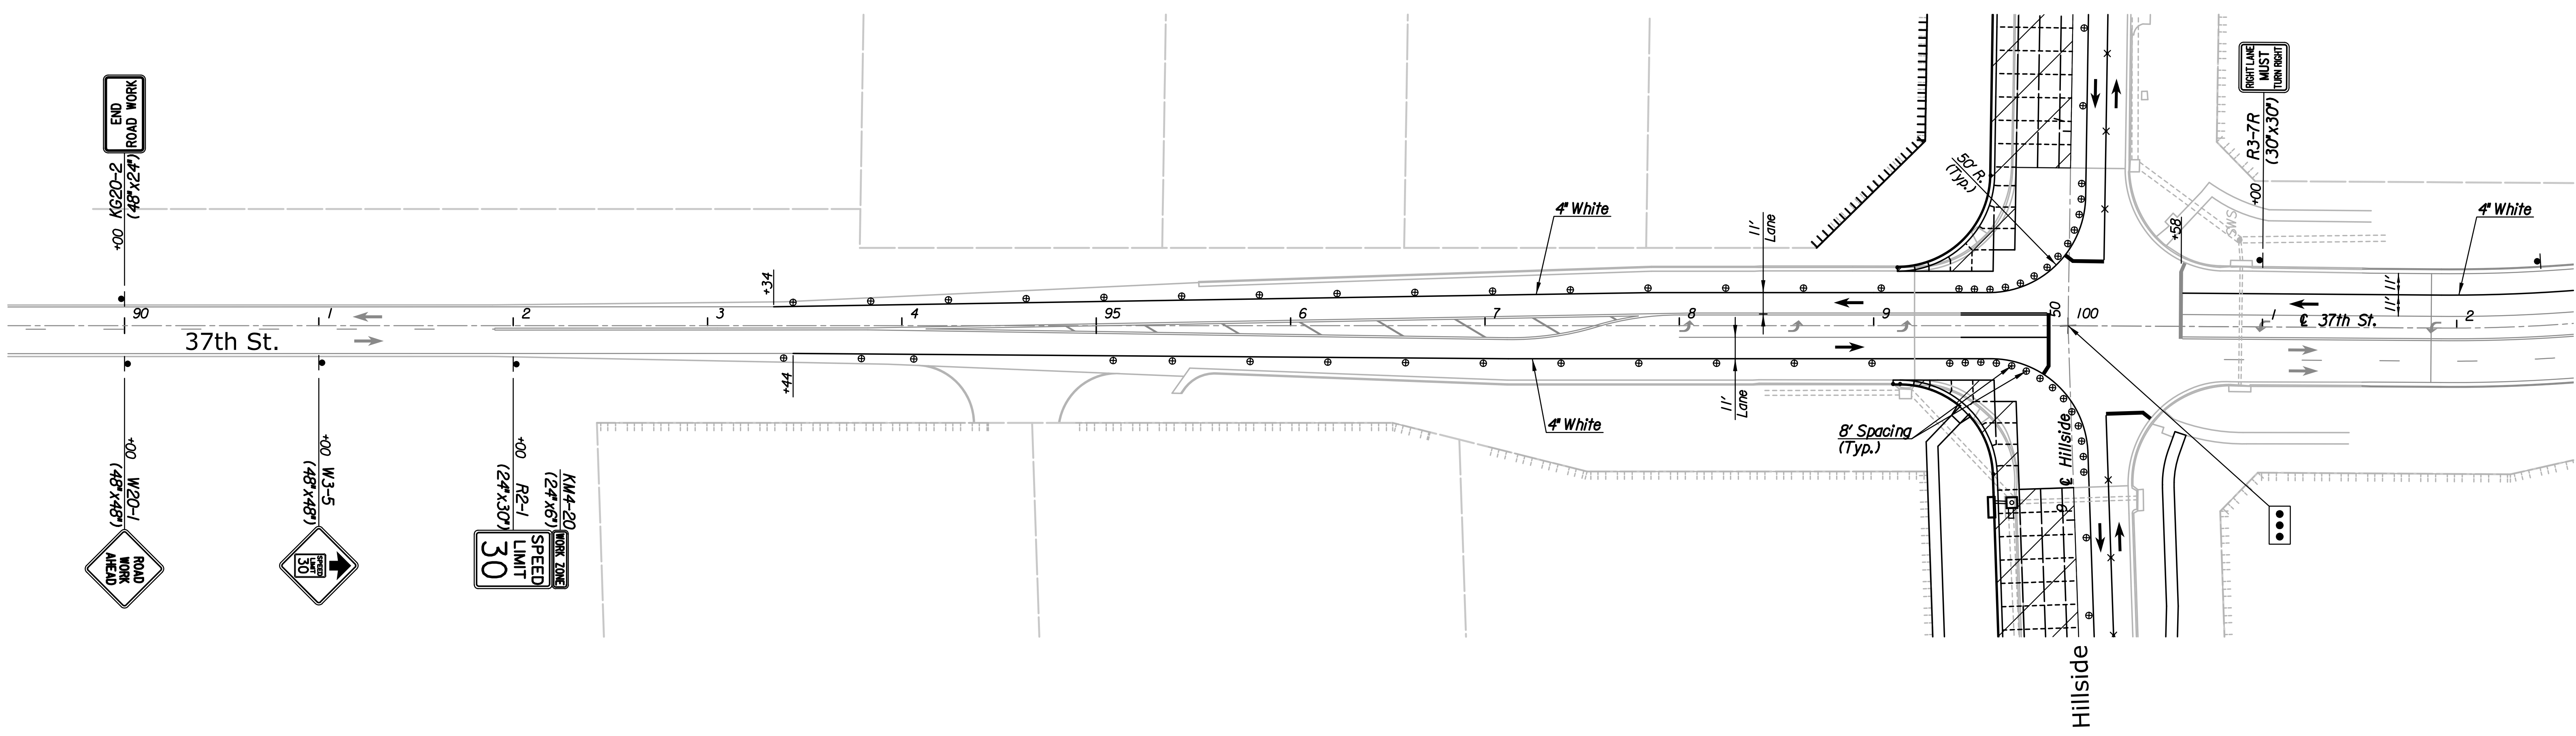 END
ROAD WORK
KG20-2
(48"x24")
+00
RIGHT LANE
MUST
TURN RIGHT
R3-7R
(30"x30")
+00
50' R.
(Typ.)
4" White
11'
Lane
+34
SWS
+58
4" White
11'
11'
90
1
2
3
4
95
6
7
8
9
50
100
1
℄ 37th St.
2
37th St.
+44
11'
Lane
4" White
8' Spacing
(Typ.)
℄ Hillside
9
+00
W20-1
(48"x48")
ROAD
WORK
AHEAD
+00
W3-5
(48"x48")
SPEED
LIMIT
30
+00
R2-1
(24"x30")
KM4-20
(24"x6")
WORK ZONE
SPEED
LIMIT
30
Hillside